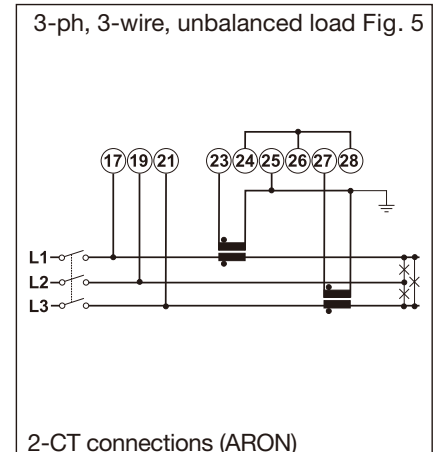 3-ph, 3-wire, unbalanced load Fig. 5
17 19 21 23 24 25 26 27 28
L1
L2
L3
2-CT connections (ARON)